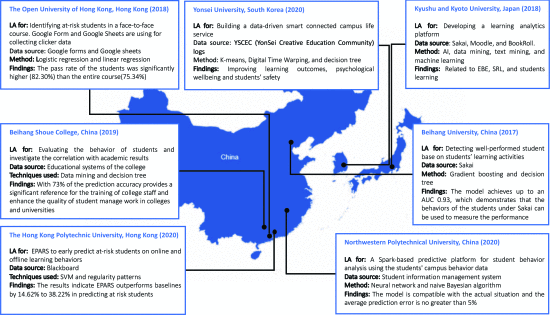 The Open University of Hong Kong, Hong Kong (2018)
LA for: Identifying at-risk students in a face-to-face
course. Google Form and Google Sheets are being used for
collecting clicker data
Data source: Google forms and Google sheets
Method: Logistic regression and linear regression
Findings: The pass rate of the students was significantly
higher (82.30%) than the entire course(75.34%)
Yonsei University, South Korea (2020)
LA for: Building a data-driven smart connected campus life
service
Data source: YSCEC (YonSei Creative Education Community)
logs
Method: K-means, Digital Time Warping, and decision tree
Findings: Improving learning outcomes, psychological
wellbeing and students' safety
Kyushu and Kyoto University, Japan (2018)
LA for: Developing a learning analytics
platform
Data source: Sakai, Moodle, and BookRoll.
Method: AI, data mining, text mining, and
machine learning
Findings: Related to EBE, SRL, and students
learning
Beihang Shoue College, China (2019)
LA for: Evaluating the behavior of students and
investigate the correlation with academic results
Data source: Educational systems of the college
Techniques used: Data mining and decision tree
Findings: With 73% of the prediction accuracy provides a
significant reference for the training of college staff and
enhance the quality of student manage work in colleges
and universities
China
Beihang University, China (2017)
LA for: Detecting well-performed student
base on students' learning activities
Data source: Sakai
Method: Gradient boosting and decision
tree
Findings: The model achieves up to an
AUC 0.93, which demonstrates that the
behaviors of the students under Sakai can
be used to measure the performance
The Hong Kong Polytechnic University, Hong Kong (2020)
LA for: EPARS to early predict at-risk students on online and
offline learning behaviors
Data source: Blackboard
Techniques used: SVM and regularity patterns
Findings: The results indicate EPARS outperforms baselines
by 14.62% to 38.22% in predicting at risk students
Northwestern Polytechnical University, China (2020)
LA for: A Spark-based predictive platform for student behavior
analysis using the students' campus behavior data
Data source: Student information management system
Method: Neural network and naive Bayesian algorithm
Findings: The model is compatible with the actual situation and the
average prediction error is no greater than 5%